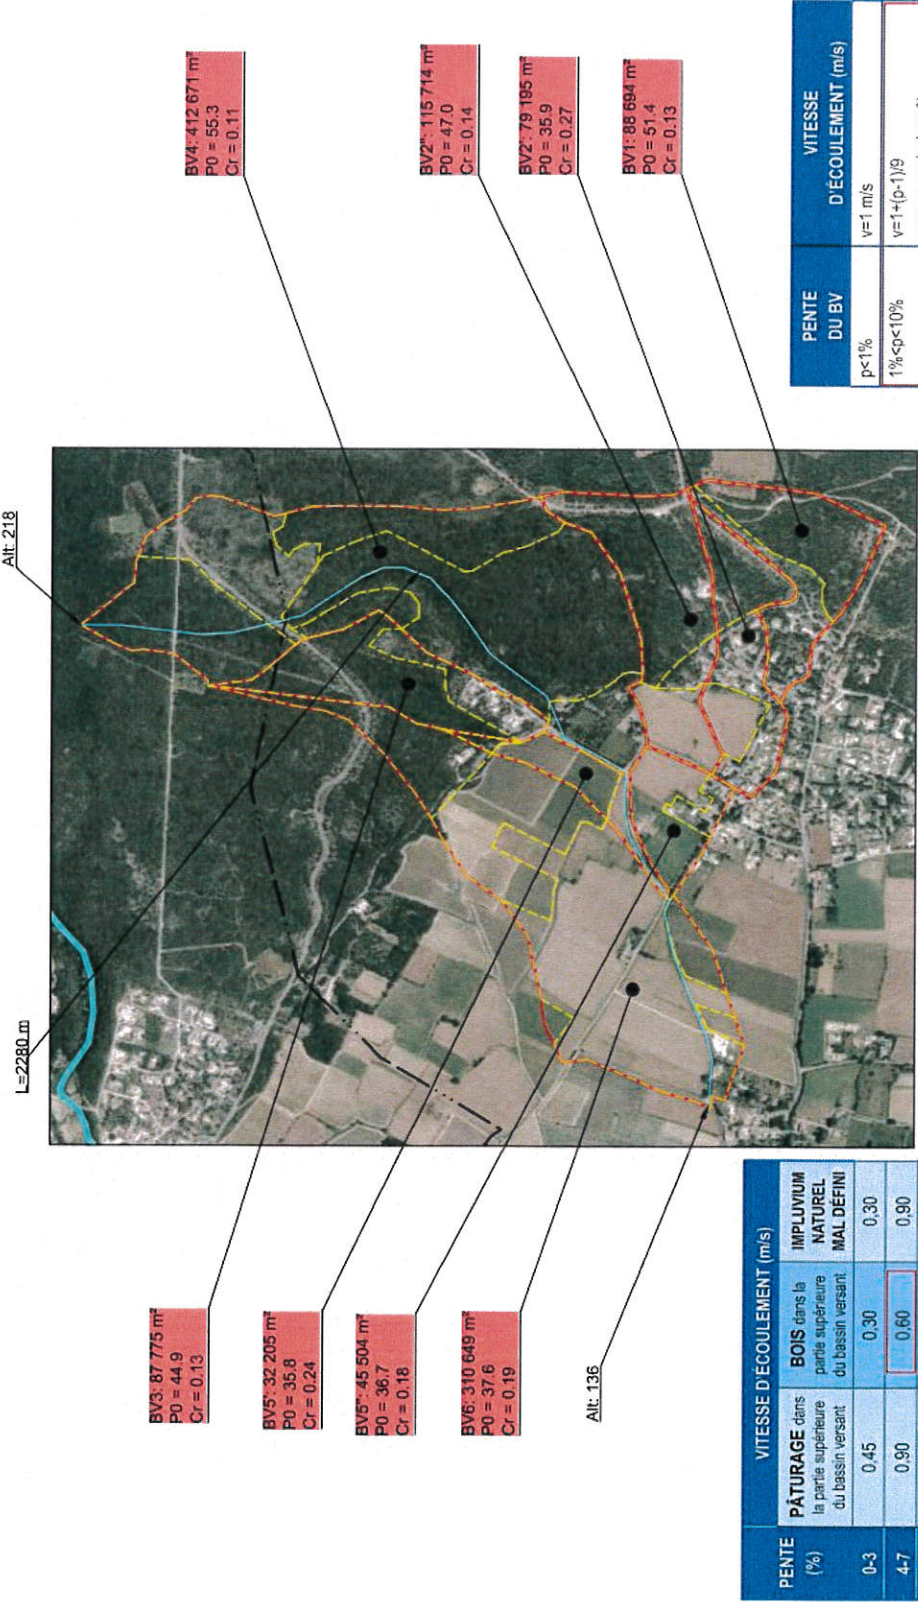 BV4: 412 671 m²
P0 = 55.3
Cr = 0.11
BV2": 115 714 m²
P0 = 47.0
Cr = 0.14
BV2': 79 195 m²
P0 = 35.9
Cr = 0.27
BV1: 88 694 m²
P0 = 51.4
Cr = 0.13
PENTE
DU BV
VITESSE
D'ÉCOULEMENT (m/s)
p<1%
v=1 m/s
1%<p<10%
v=1+(p-1)/9
Alt: 218
L=2280 m
BV3: 87 775 m²
P0 = 44.9
Cr = 0.13
BV5': 32 205 m²
P0 = 35.8
Cr = 0.24
BV5": 45 504 m²
P0 = 36.7
Cr = 0.18
BV6: 310 649 m²
P0 = 37.6
Cr = 0.19
Alt: 136
VITESSE D'ÉCOULEMENT (m/s)
PENTE
(%)
PÂTURAGE dans
la partie supérieure
du bassin versant
BOIS dans la
partie supérieure
du bassin versant
IMPLUVIUM
NATUREL
MAL DÉFINI
0-3
0,45
0,30
0,30
4-7
0,90
0,60
0,90